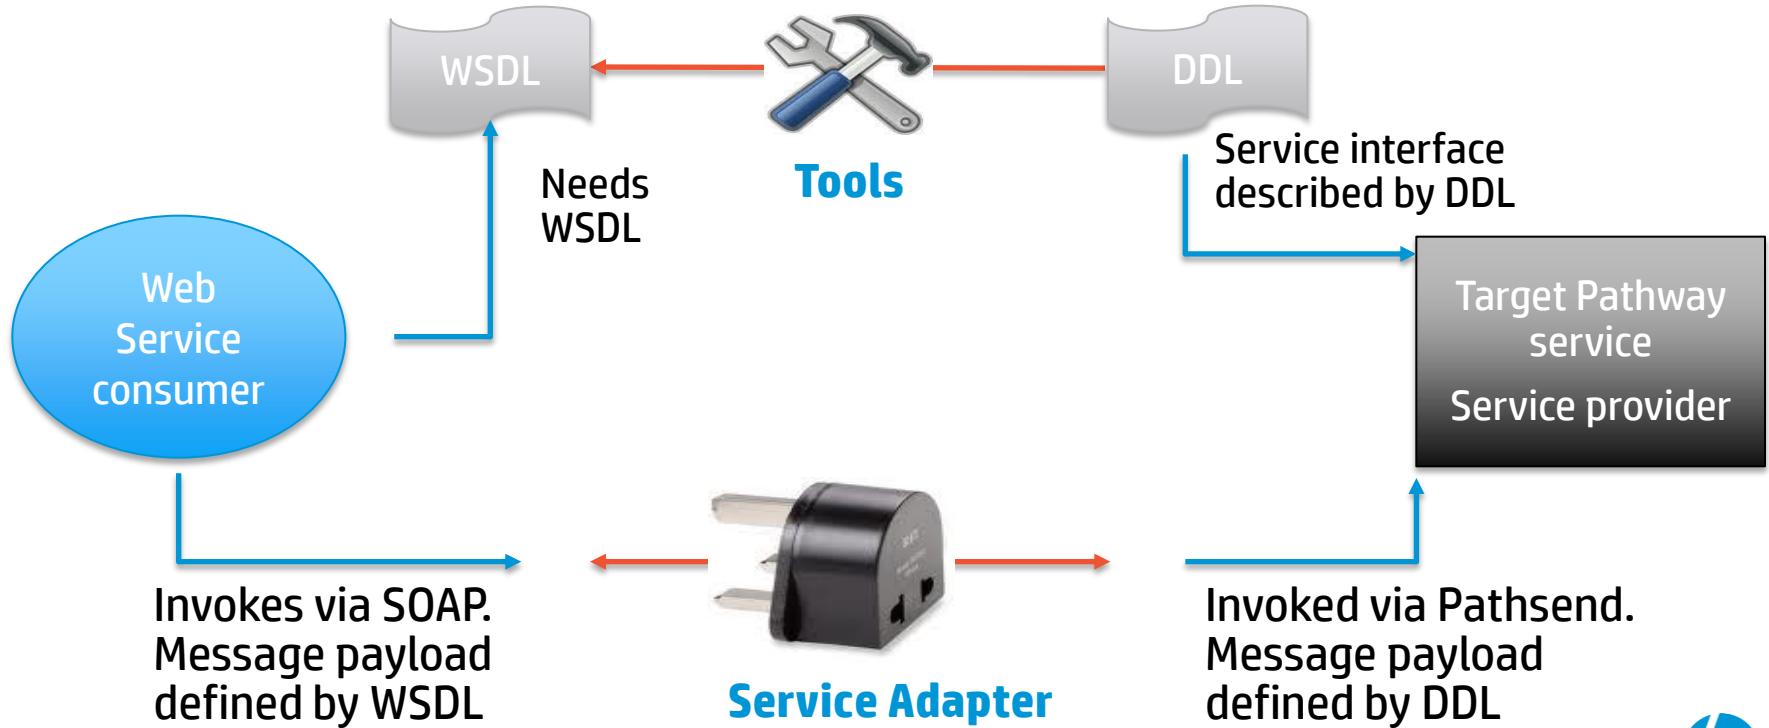 WSDL
DDL
Tools
Needs
WSDL
Service interface
described by DDL
Web
Service
consumer
Target Pathway
service
Service provider
Invokes via SOAP.
Message payload
defined by WSDL
Service Adapter
Invoked via Pathsend.
Message payload
defined by DDL